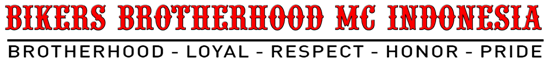 BIKERS BROTHERHOOD MC INDONESIA
BROTHERHOOD - LOYAL - RESPECT - HONOR - PRIDE